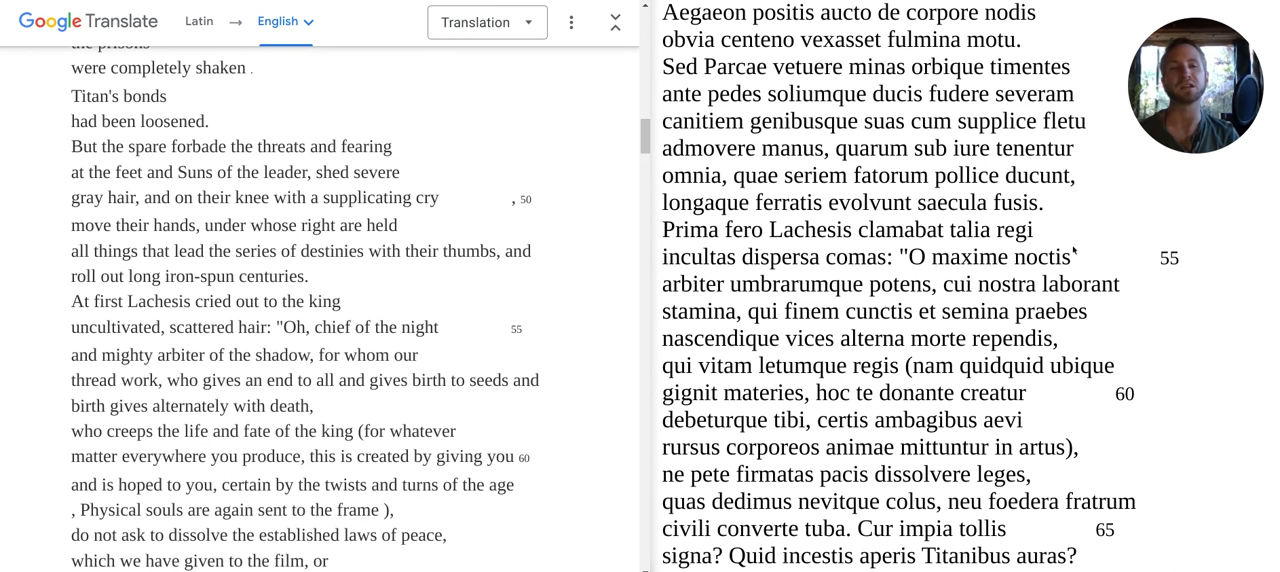 Google Translate Latin → English Translation
the prisons
were completely shaken .
Titan's bonds
had been loosened.
But the spare forbade the threats and fearing
at the feet and Suns of the leader, shed severe
gray hair, and on their knee with a supplicating cry , 50
move their hands, under whose right are held
all things that lead the series of destinies with their thumbs, and
roll out long iron-spun centuries.
At first Lachesis cried out to the king
uncultivated, scattered hair: "Oh, chief of the night 55
and mighty arbiter of the shadow, for whom our
thread work, who gives an end to all and gives birth to seeds and
birth gives alternately with death,
who creeps the life and fate of the king (for whatever
matter everywhere you produce, this is created by giving you 60
and is hoped to you, certain by the twists and turns of the age
, Physical souls are again sent to the frame ),
do not ask to dissolve the established laws of peace,
which we have given to the film, or
Aegaeon positis aucto de corpore nodis
obvia centeno vexasset fulmina motu.
Sed Parcae vetuere minas orbique timentes
ante pedes soliumque ducis fudere severam
canitiem genibusque suas cum supplice fletu
admovere manus, quarum sub iure tenentur
omnia, quae seriem fatorum pollice ducunt,
longaque ferratis evolvunt saecula fusis.
Prima fero Lachesis clamabat talia regi
incultas dispersa comas: "O maxime noctis 55
arbiter umbrarumque potens, cui nostra laborant
stamina, qui finem cunctis et semina praebes
nascendique vices alterna morte rependis,
qui vitam letumque regis (nam quidquid ubique
gignit materies, hoc te donante creatur 60
debeturque tibi, certis ambagibus aevi
rursus corporeos animae mittuntur in artus),
ne pete firmatas pacis dissolvere leges,
quas dedimus nevitque colus, neu foedera fratrum
civili converte tuba. Cur impia tollis 65
signa? Quid incestis aperis Titanibus auras?